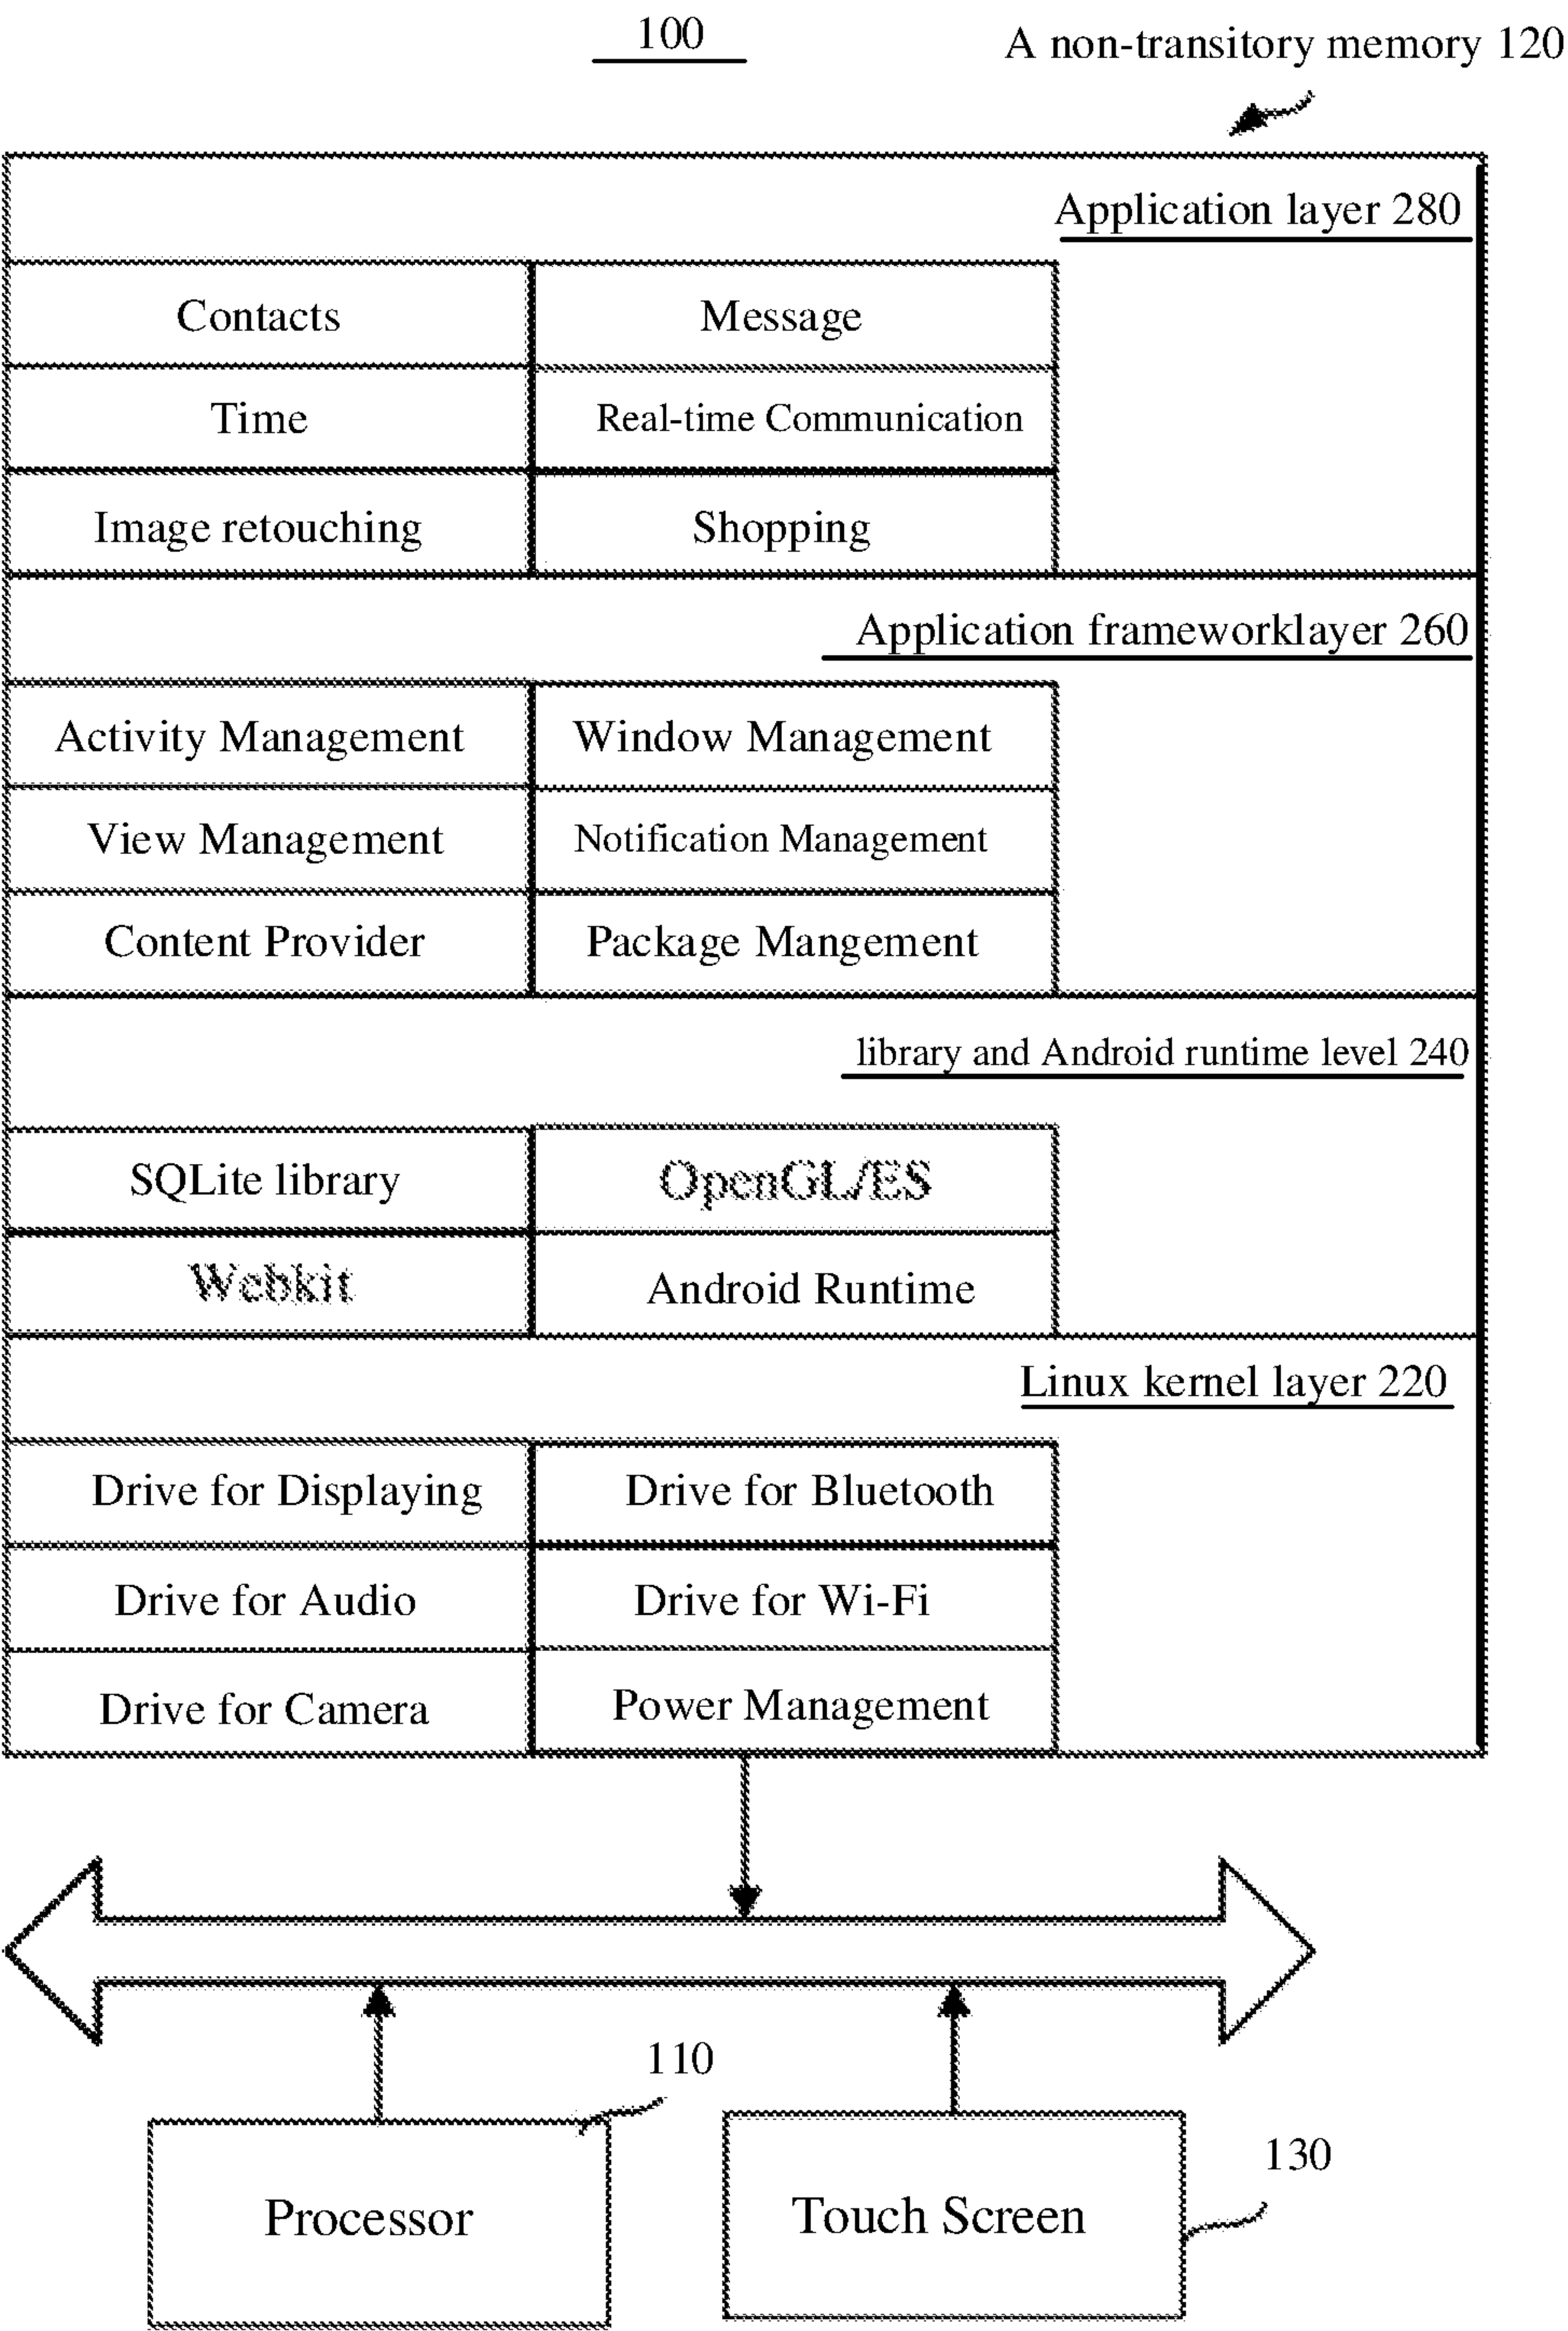 100
A non-transitory memory 120
Application layer 280
Contacts
Message
Time
Real-time Communication
Image retouching
Shopping
Application frameworklayer 260
Activity Management
Window Management
View Management
Notification Management
Content Provider
Package Mangement
library and Android runtime level 240
SQLite library
OpenGL/ES
Webkit
Android Runtime
Linux kernel layer 220
Drive for Displaying
Drive for Bluetooth
Drive for Audio
Drive for Wi-Fi
Drive for Camera
Power Management
110
130
Processor
Touch Screen